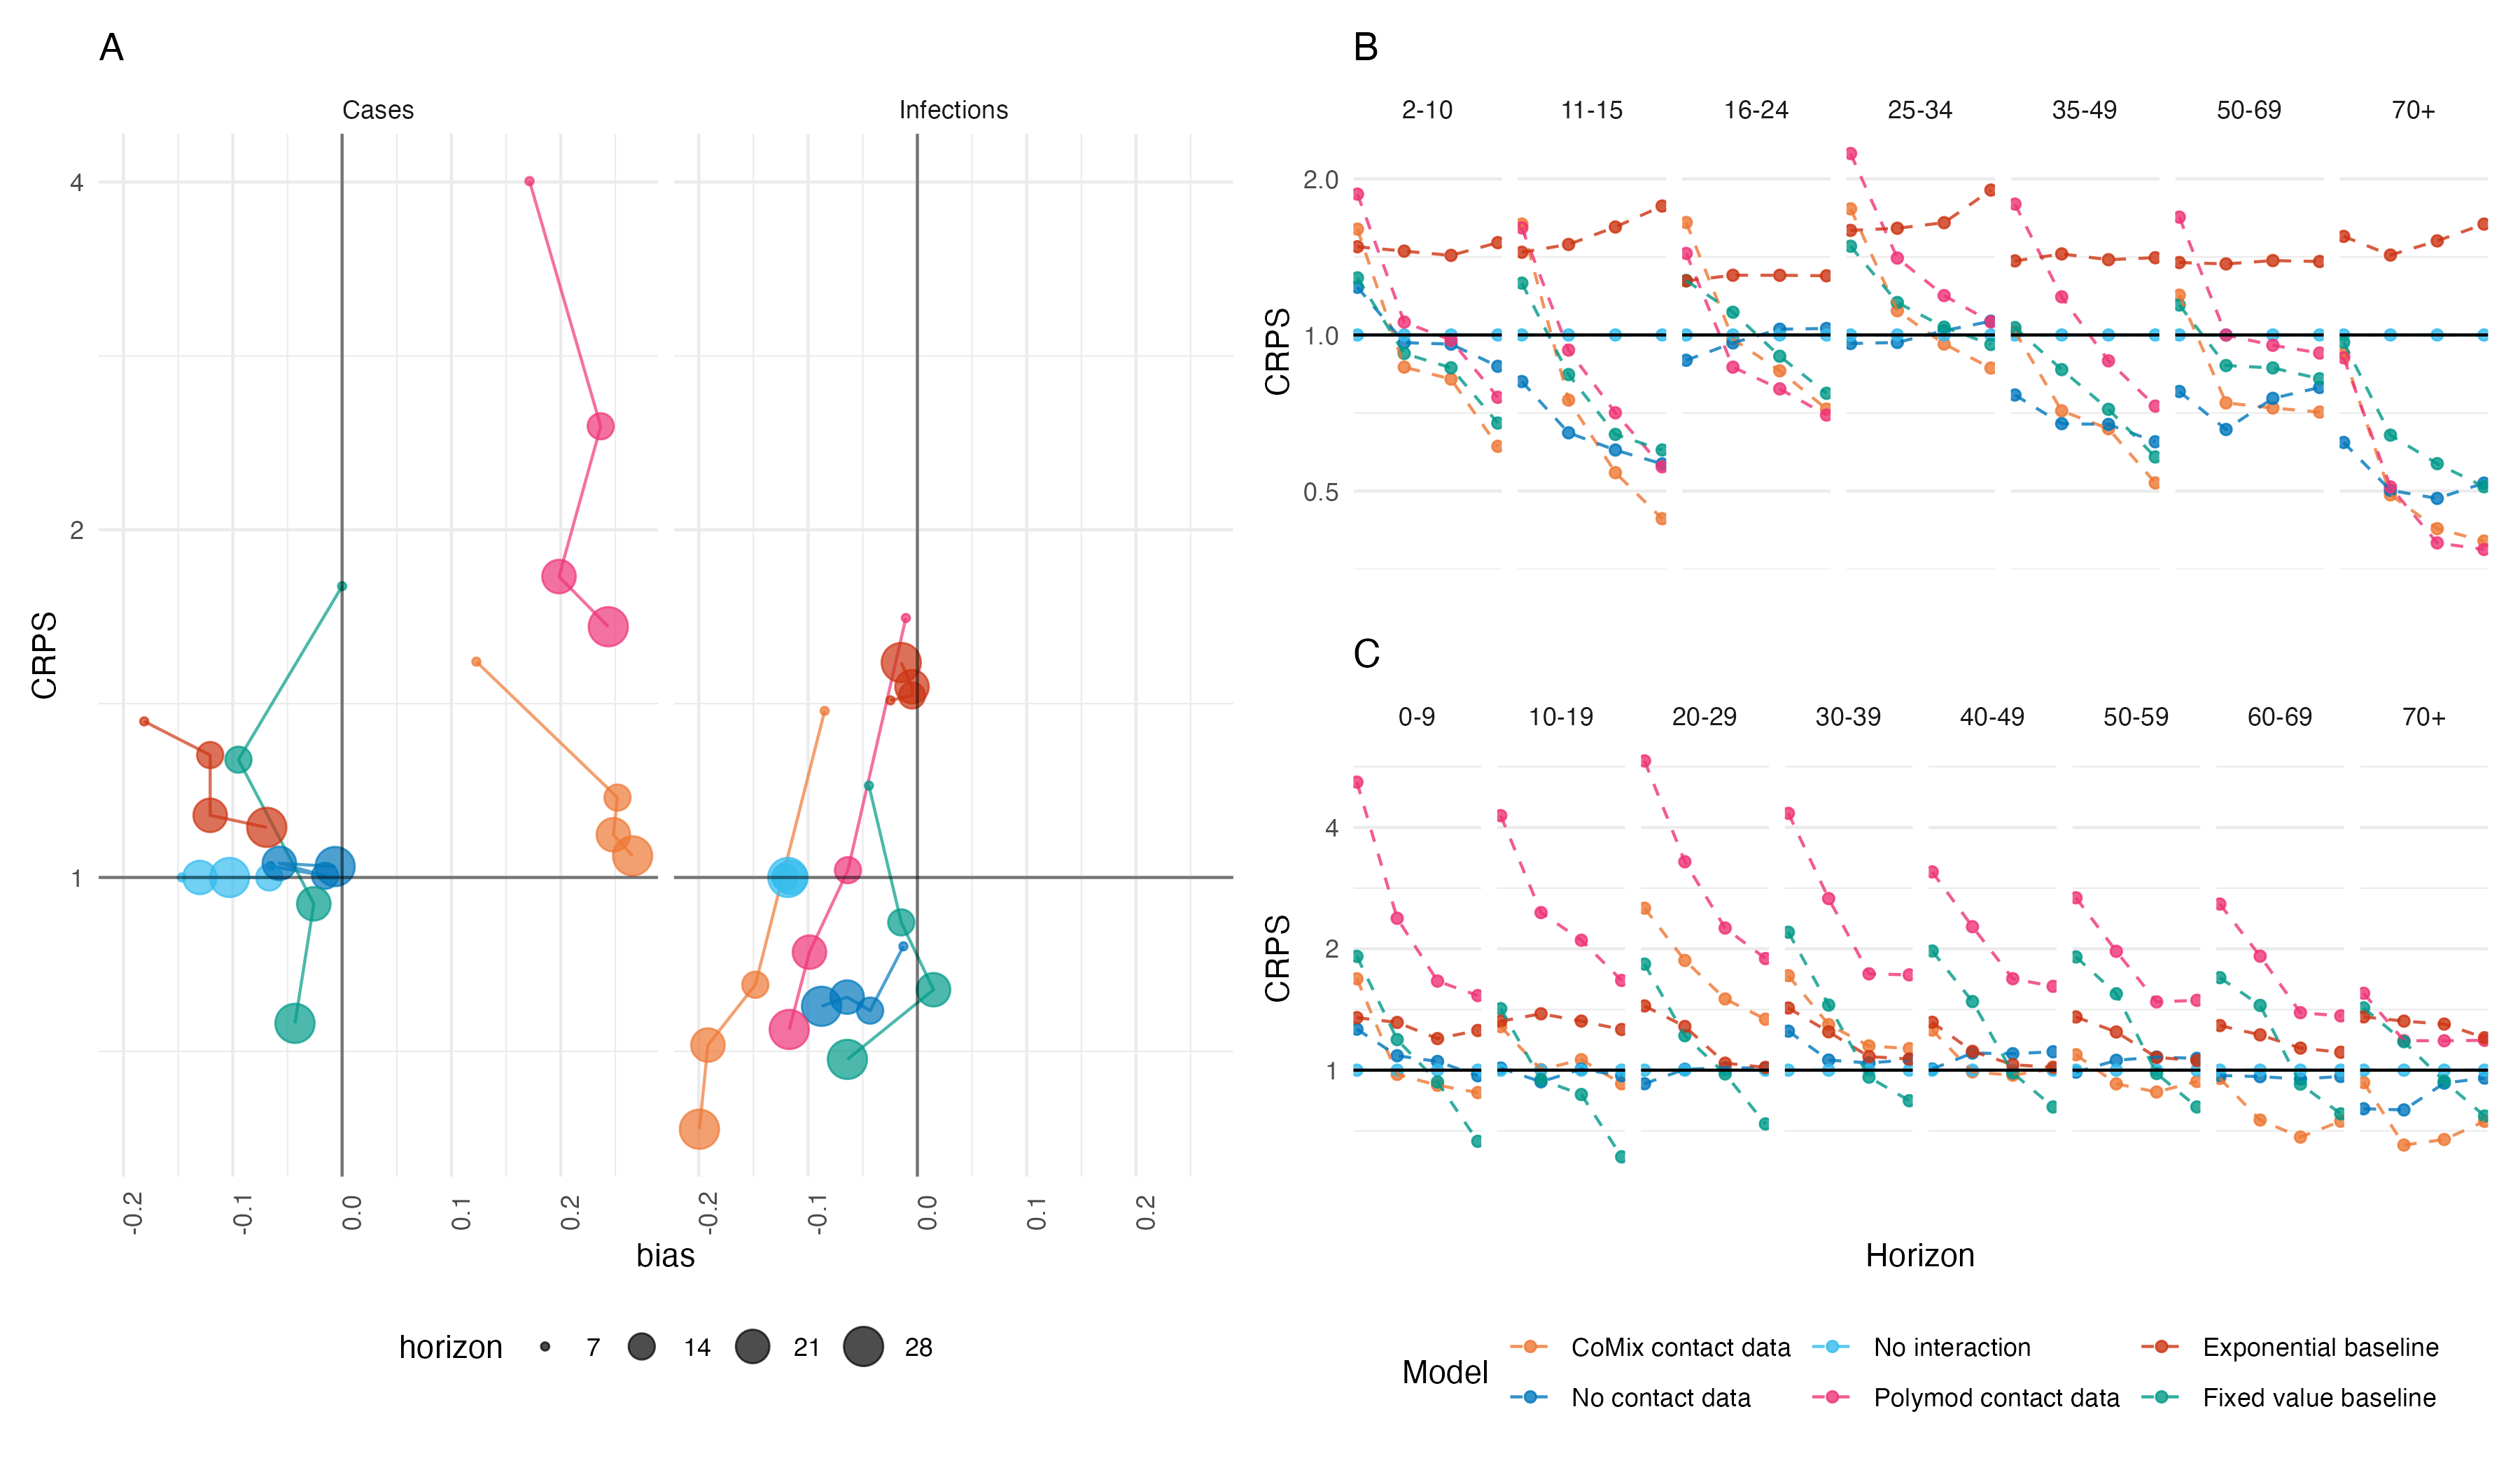 A
Cases Infections
CRPS
4
2
1
-0.2 -0.1 0.0 0.1 0.2 -0.2 -0.1 0.0 0.1 0.2
bias
horizon 7 14 21 28
B
2-10 11-15 16-24 25-34 35-49 50-69 70+
CRPS
2.0
1.0
0.5
C
0-9 10-19 20-29 30-39 40-49 50-59 60-69 70+
CRPS
4
2
1
Horizon
Model
CoMix contact data No interaction Exponential baseline
No contact data Polymod contact data Fixed value baseline